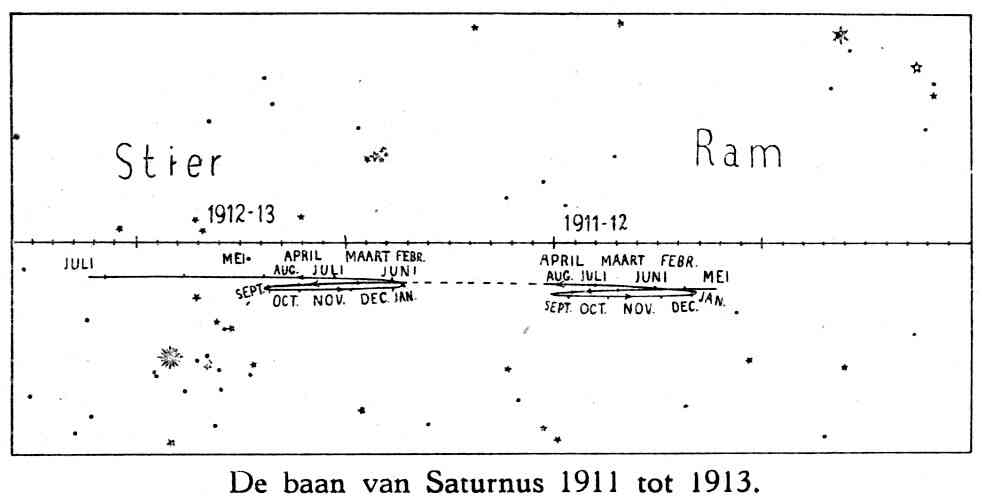 Stier
Ram
1912-13
1911-12
JULI
MEI
APRIL
MAART FEBR.
AUG. JULI
JUNI
SEPT.
OCT. NOV. DEC. JAN.
APRIL MAART FEBR.
AUG. JULI JUNI MEI
SEPT. OCT. NOV. DEC. JAN.
De baan van Saturnus 1911 tot 1913.